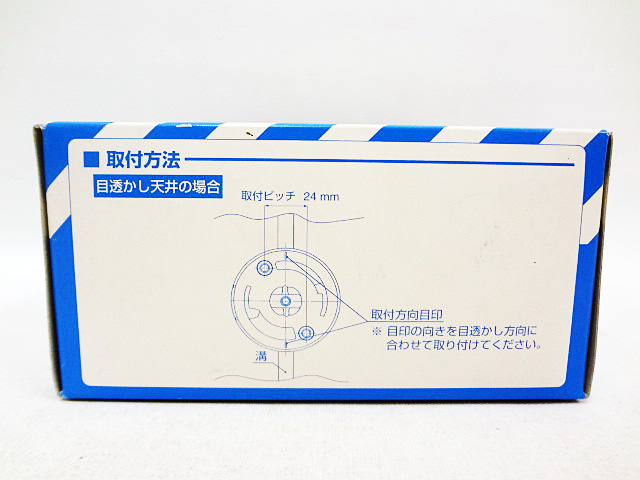 ■ 取付方法
目透かし天井の場合
取付ピッチ 24 mm
取付方向目印
※ 目印の向きを目透かし方向に
合わせて取り付けてください。
溝